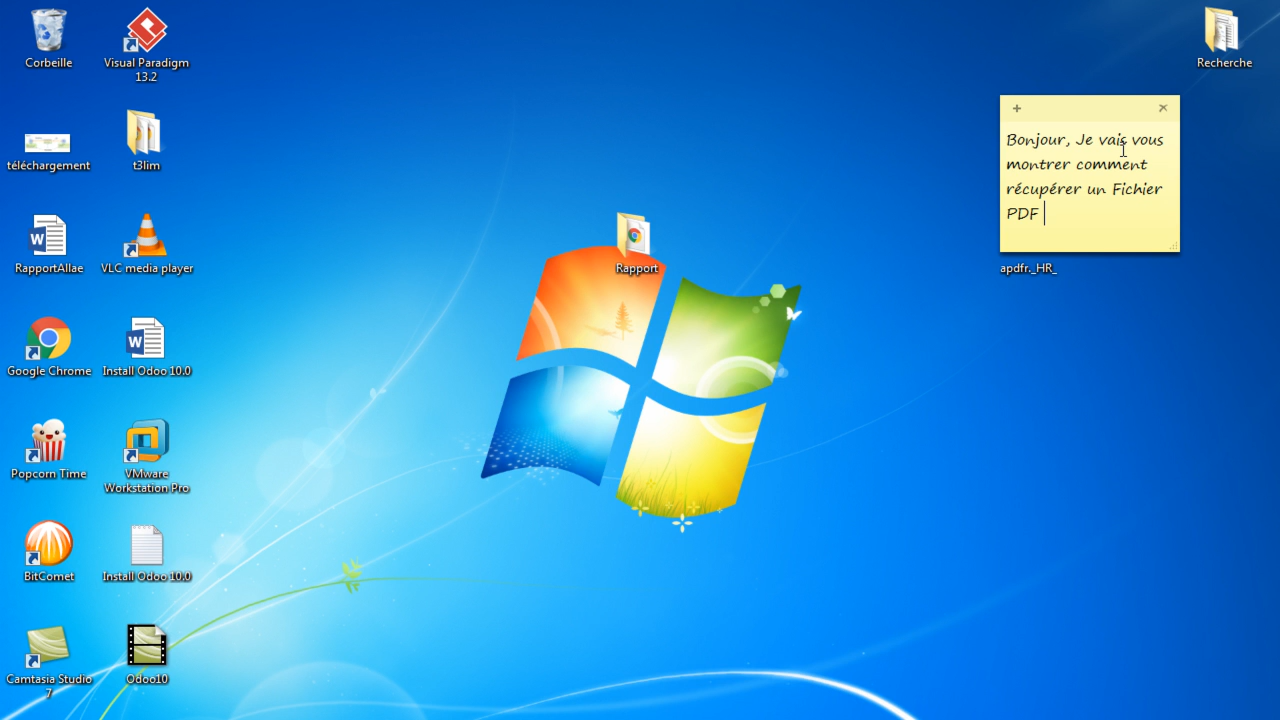 Corbeille
Visual Paradigm
13.2
Recherche
téléchargement
t3lim
Bonjour, Je vais vous
montrer comment
récupérer un Fichier
PDF
RapportAllae
VLC media player
Rapport
apdfr._HR_
Google Chrome
Install Odoo 10.0
Popcorn Time
VMware
Workstation Pro
BitComet
Install Odoo 10.0
Camtasia Studio
7
Odoo10